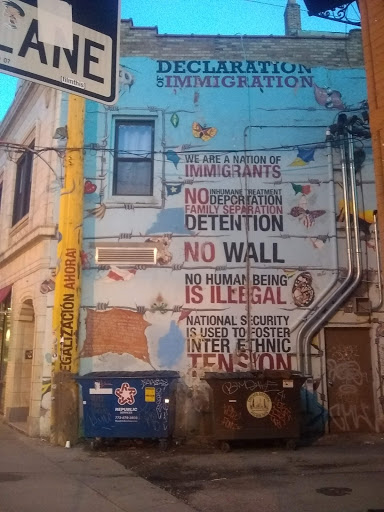 LANE
DECLARATION
OF IMMIGRATION
WE ARE A NATION OF
IMMIGRANTS
NO INHUMANE TREATMENT
DEPORTATION
FAMILY SEPARATION
DETENTION
NO WALL
NO HUMAN BEING
IS ILLEGAL
NATIONAL SECURITY
IS USED TO FOSTER
INTER ETHNIC
TENSION
EGALIZACIÓN AHORA!
REPUBLIC